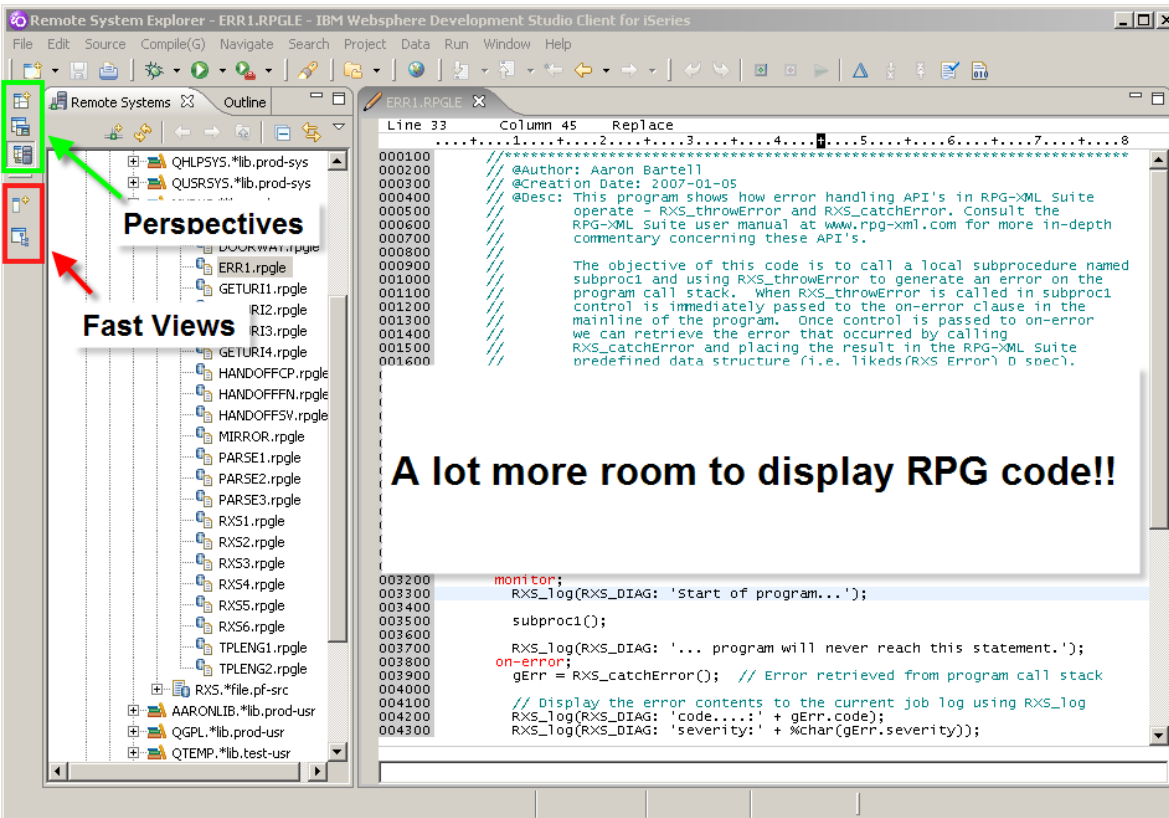 Remote System Explorer - ERR1.RPGLE - IBM Websphere Development Studio Client for iSeries
File Edit Source Compile(G) Navigate Search Project Data Run Window Help
Remote Systems Outline
QHLPSYS.*lib.prod-sys
QUSRSYS.*lib.prod-sys
Perspectives
DOORWAY.rpgle
ERR1.rpgle
GETURI1.rpgle
RI2.rpgle
Fast Views
RI3.rpgle
GETURI4.rpgle
HANDOFFCP.rpgle
HANDOFFFN.rpgle
HANDOFFSV.rpgle
MIRROR.rpgle
PARSE1.rpgle
PARSE2.rpgle
PARSE3.rpgle
RXS1.rpgle
RXS2.rpgle
RXS3.rpgle
RXS4.rpgle
RXS5.rpgle
RXS6.rpgle
TPLENG1.rpgle
TPLENG2.rpgle
RXS.*file.pf-src
AARONLIB.*lib.prod-usr
QGPL.*lib.prod-usr
QTEMP.*lib.test-usr
ERR1.RPGLE
Line 33 Column 45 Replace
....+....1....+....2....+....3....+....4....+....5....+....6....+....7....+....8
000100 //************************************************************************
000200 // @Author: Aaron Bartell
000300 // @Creation Date: 2007-01-05
000400 // @Desc: This program shows how error handling API's in RPG-XML Suite
000500 // operate - RXS_throwError and RXS_catchError. Consult the
000600 // RPG-XML Suite user manual at www.rpg-xml.com for more in-depth
000700 // commentary concerning these API's.
000800 //
000900 // The objective of this code is to call a local subprocedure named
001000 // subproc1 and using RXS_throwError to generate an error on the
001100 // program call stack. When RXS_throwError is called in subproc1
001200 // control is immediately passed to the on-error clause in the
001300 // mainline of the program. Once control is passed to on-error
001400 // we can retrieve the error that occurred by calling
001500 // RXS_catchError and placing the result in the RPG-XML Suite
001600 // predefined data structure (i.e. likeds(RXS_Error) D spec).
A lot more room to display RPG code!!
003200 monitor;
003300 RXS_log(RXS_DIAG: 'Start of program...');
003400
003500 subproc1();
003600
003700 RXS_log(RXS_DIAG: '... program will never reach this statement.');
003800 on-error;
003900 gErr = RXS_catchError(); // Error retrieved from program call stack
004000
004100 // Display the error contents to the current job log using RXS_log
004200 RXS_log(RXS_DIAG: 'code....:' + gErr.code);
004300 RXS_log(RXS_DIAG: 'severity:' + %char(gErr.severity));